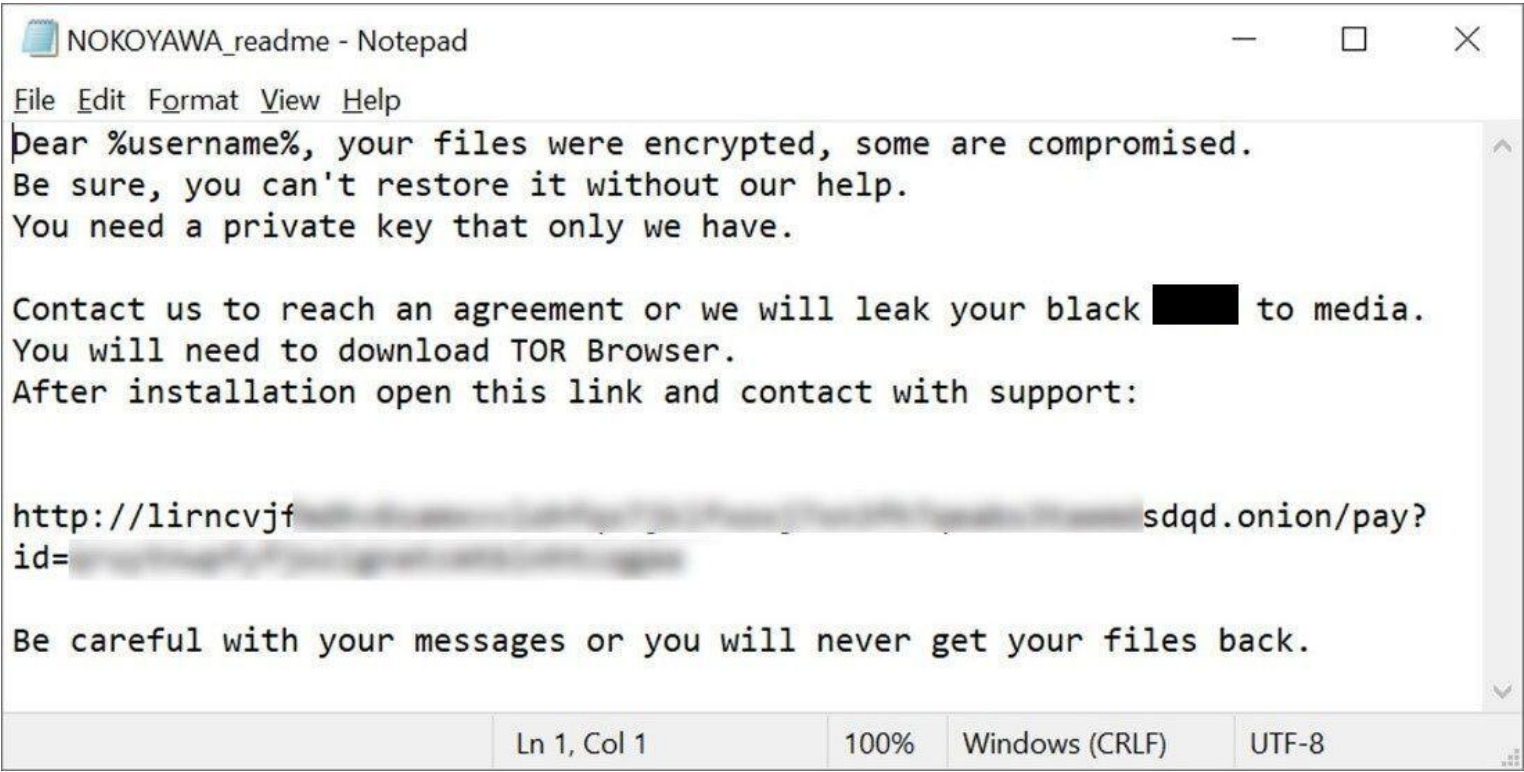 NOKOYAWA_readme - Notepad
File Edit Format View Help
Dear %username%, your files were encrypted, some are compromised.
Be sure, you can't restore it without our help.
You need a private key that only we have.
Contact us to reach an agreement or we will leak your black to media.
You will need to download TOR Browser.
After installation open this link and contact with support:
http://lirncvjf sdqd.onion/pay?
id=
Be careful with your messages or you will never get your files back.
Ln 1, Col 1 100% Windows (CRLF) UTF-8